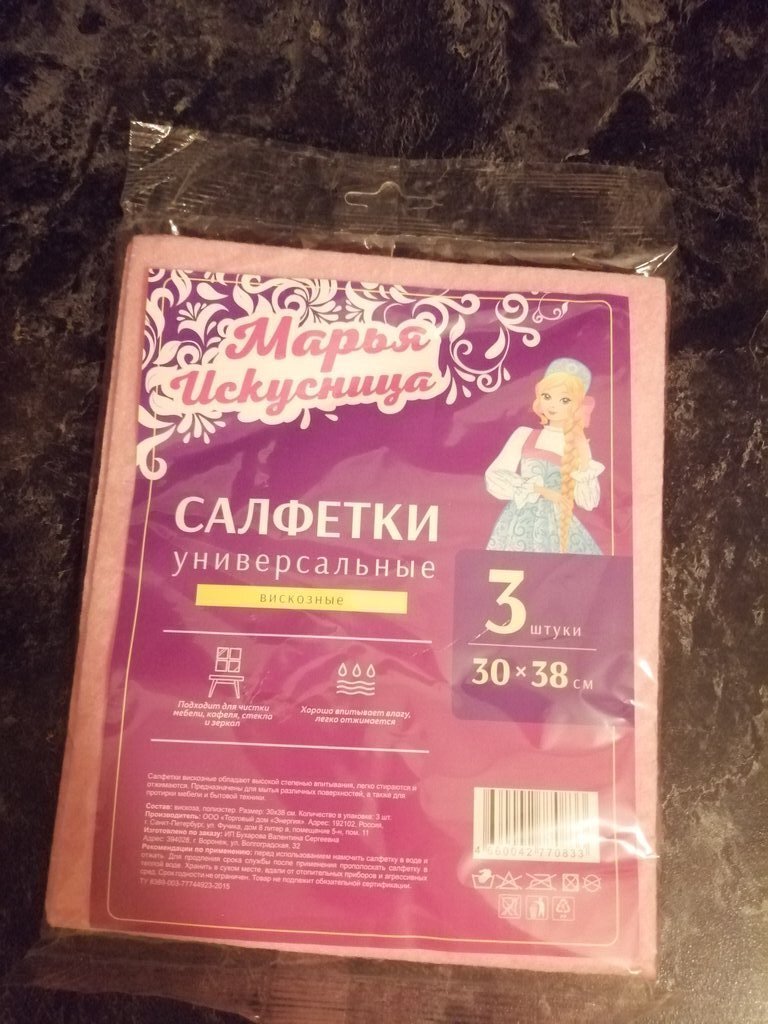 Марья
Искусница
САЛФЕТКИ
универсальные
вискозные
3 штуки
30×38 см
Подходит для чистки
мебели, кафеля, стекла
и зеркал
Хорошо впитывает влагу,
легко отжимается
Салфетки вискозные обладают высокой степенью впитывания, легко стираются и
отжимаются. Предназначены для мытья различных поверхностей, а также для
протирки мебели и бытовой техники.
Состав: вискоза, полиэстер. Размер: 30х38 см. Количество в упаковке: 3 шт.
Производитель: ООО «Торговый дом «Энергия». Адрес: 192102, Россия,
г. Санкт-Петербург, ул. Фучика, дом 8 литер в, помещение 5-н, пом. 11
Изготовлено по заказу: ИП Бухарова Валентина Сергеевна
Адрес: 394028, г. Воронеж, ул. Волгоградская, 32
Рекомендации по применению: перед использованием намочить салфетку в воде и
отжать. Для продления срока службы после применения прополоскать салфетку в
теплой воде. Хранить в сухом месте, вдали от отопительных приборов и агрессивных
сред. Срок годности не ограничен. Товар не подлежит обязательной сертификации.
ТУ 8389-003-77744923-2015
4 560042 770833